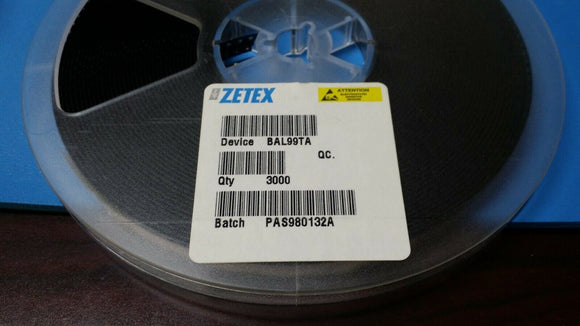 ZETEX
ATTENTION
Device BAL99TA
QC.
Qty 3000
Batch PAS980132A